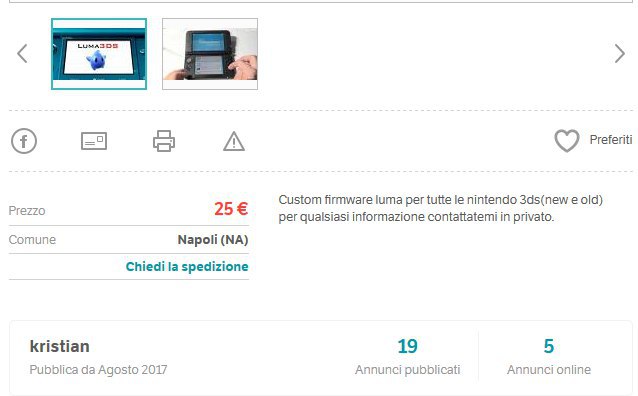 LUMA3DS
Preferiti
Prezzo
25 €
Comune
Napoli (NA)
Chiedi la spedizione
Custom firmware luma per tutte le nintendo 3ds(new e old)
per qualsiasi informazione contattatemi in privato.
kristian
Pubblica da Agosto 2017
19
Annunci pubblicati
5
Annunci online